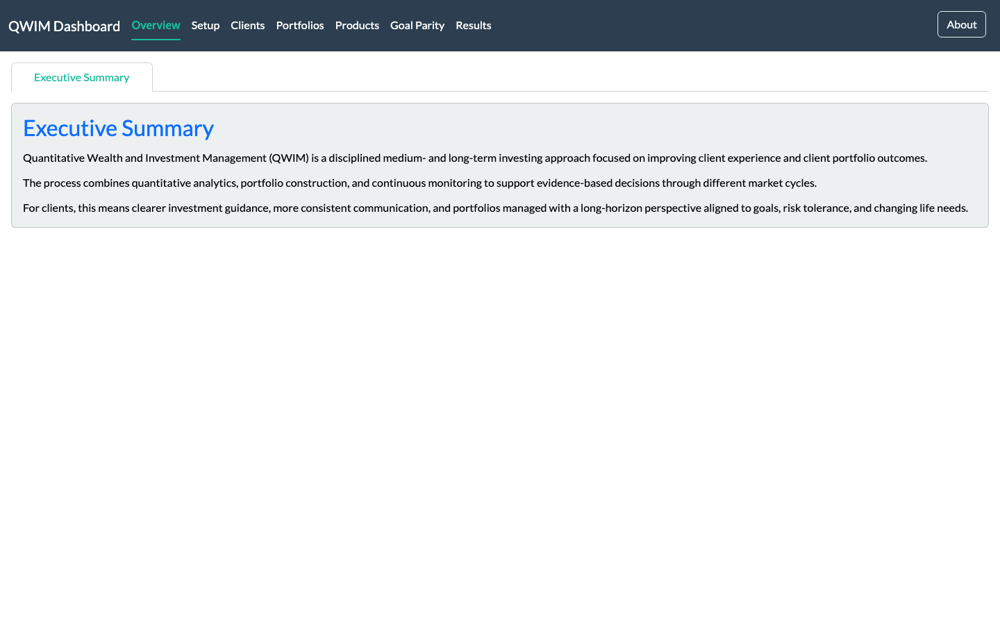 QWIM Dashboard Overview Setup Clients Portfolios Products Goal Parity Results About
Executive Summary
Executive Summary
Quantitative Wealth and Investment Management (QWIM) is a disciplined medium- and long-term investing approach focused on improving client experience and client portfolio outcomes.
The process combines quantitative analytics, portfolio construction, and continuous monitoring to support evidence-based decisions through different market cycles.
For clients, this means clearer investment guidance, more consistent communication, and portfolios managed with a long-horizon perspective aligned to goals, risk tolerance, and changing life needs.